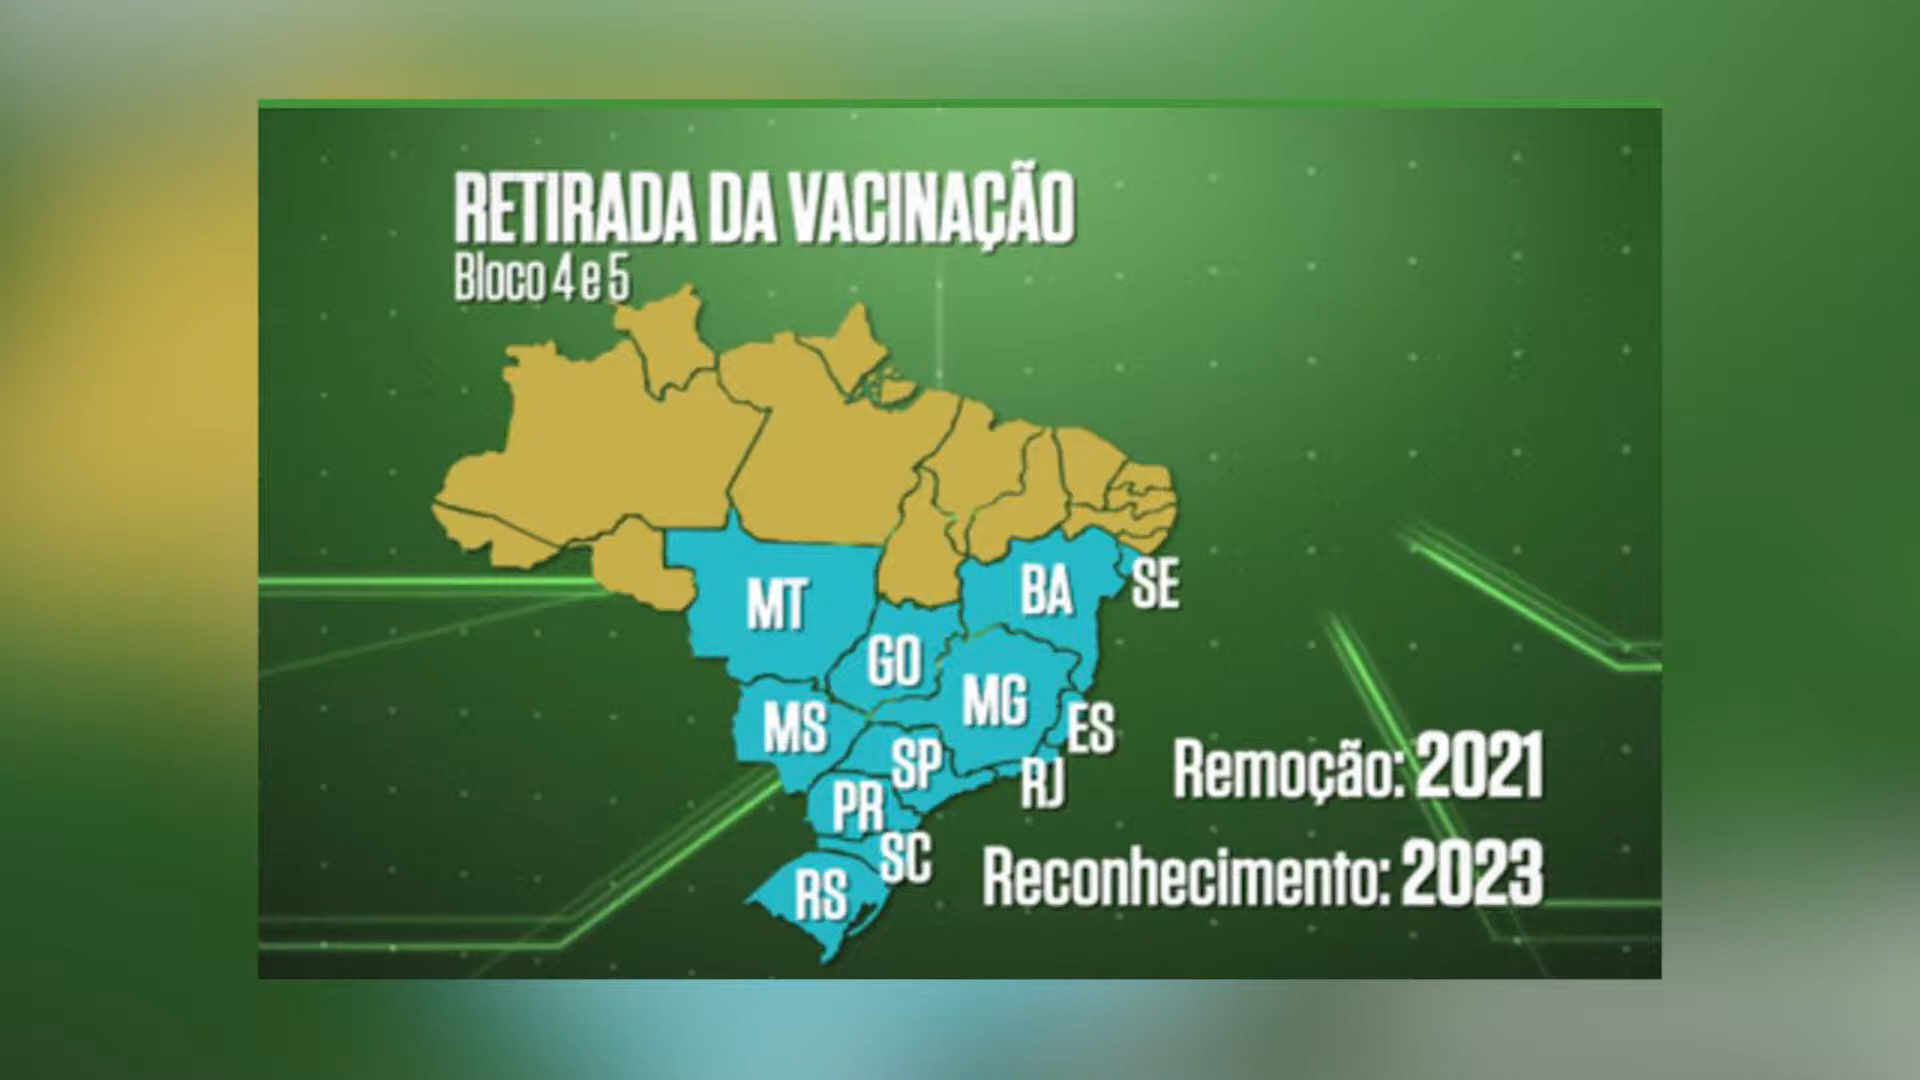 RETIRADA DA VACINAÇÃO
Bloco 4 e 5
MT
BA
SE
GO
MG
MS
ES
SP
RJ
PR
SC
RS
Remoção: 2021
Reconhecimento: 2023